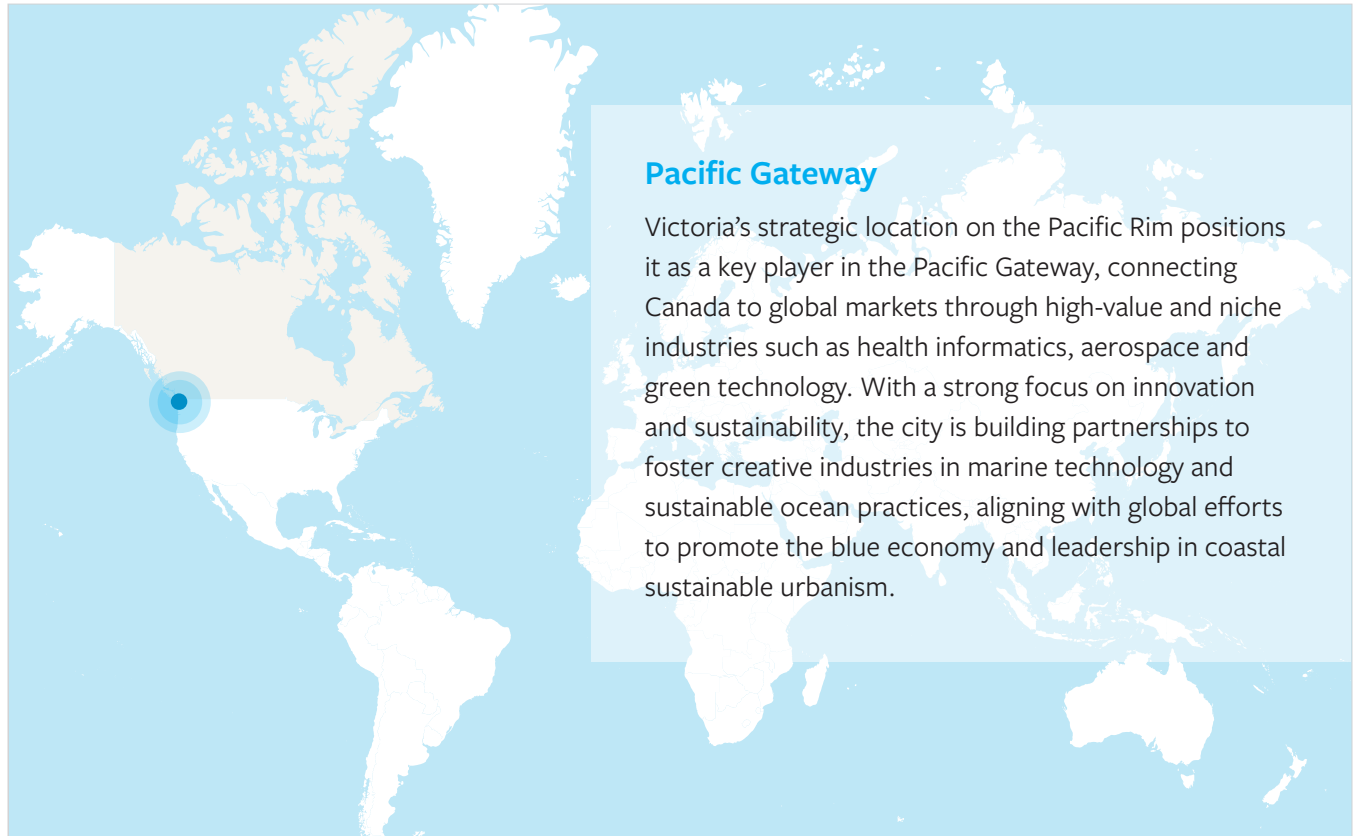 Pacific Gateway
Victoria’s strategic location on the Pacific Rim positions
it as a key player in the Pacific Gateway, connecting
Canada to global markets through high-value and niche
industries such as health informatics, aerospace and
green technology. With a strong focus on innovation
and sustainability, the city is building partnerships to
foster creative industries in marine technology and
sustainable ocean practices, aligning with global efforts
to promote the blue economy and leadership in coastal
sustainable urbanism.